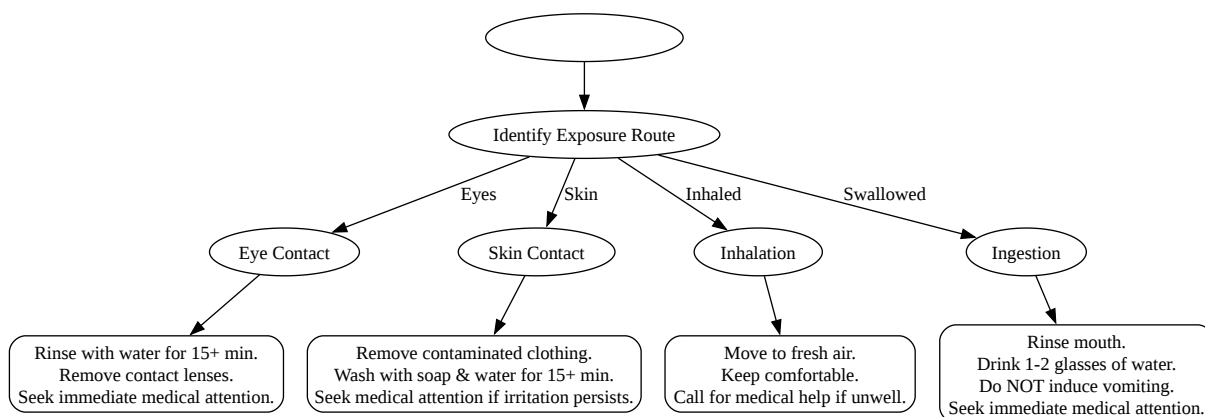 Identify Exposure Route
Eyes
Skin
Inhaled
Swallowed
Eye Contact
Skin Contact
Inhalation
Ingestion
Rinse with water for 15+ min.
Remove contact lenses.
Seek immediate medical attention.
Remove contaminated clothing.
Wash with soap & water for 15+ min.
Seek medical attention if irritation persists.
Move to fresh air.
Keep comfortable.
Call for medical help if unwell.
Rinse mouth.
Drink 1-2 glasses of water.
Do NOT induce vomiting.
Seek immediate medical attention.